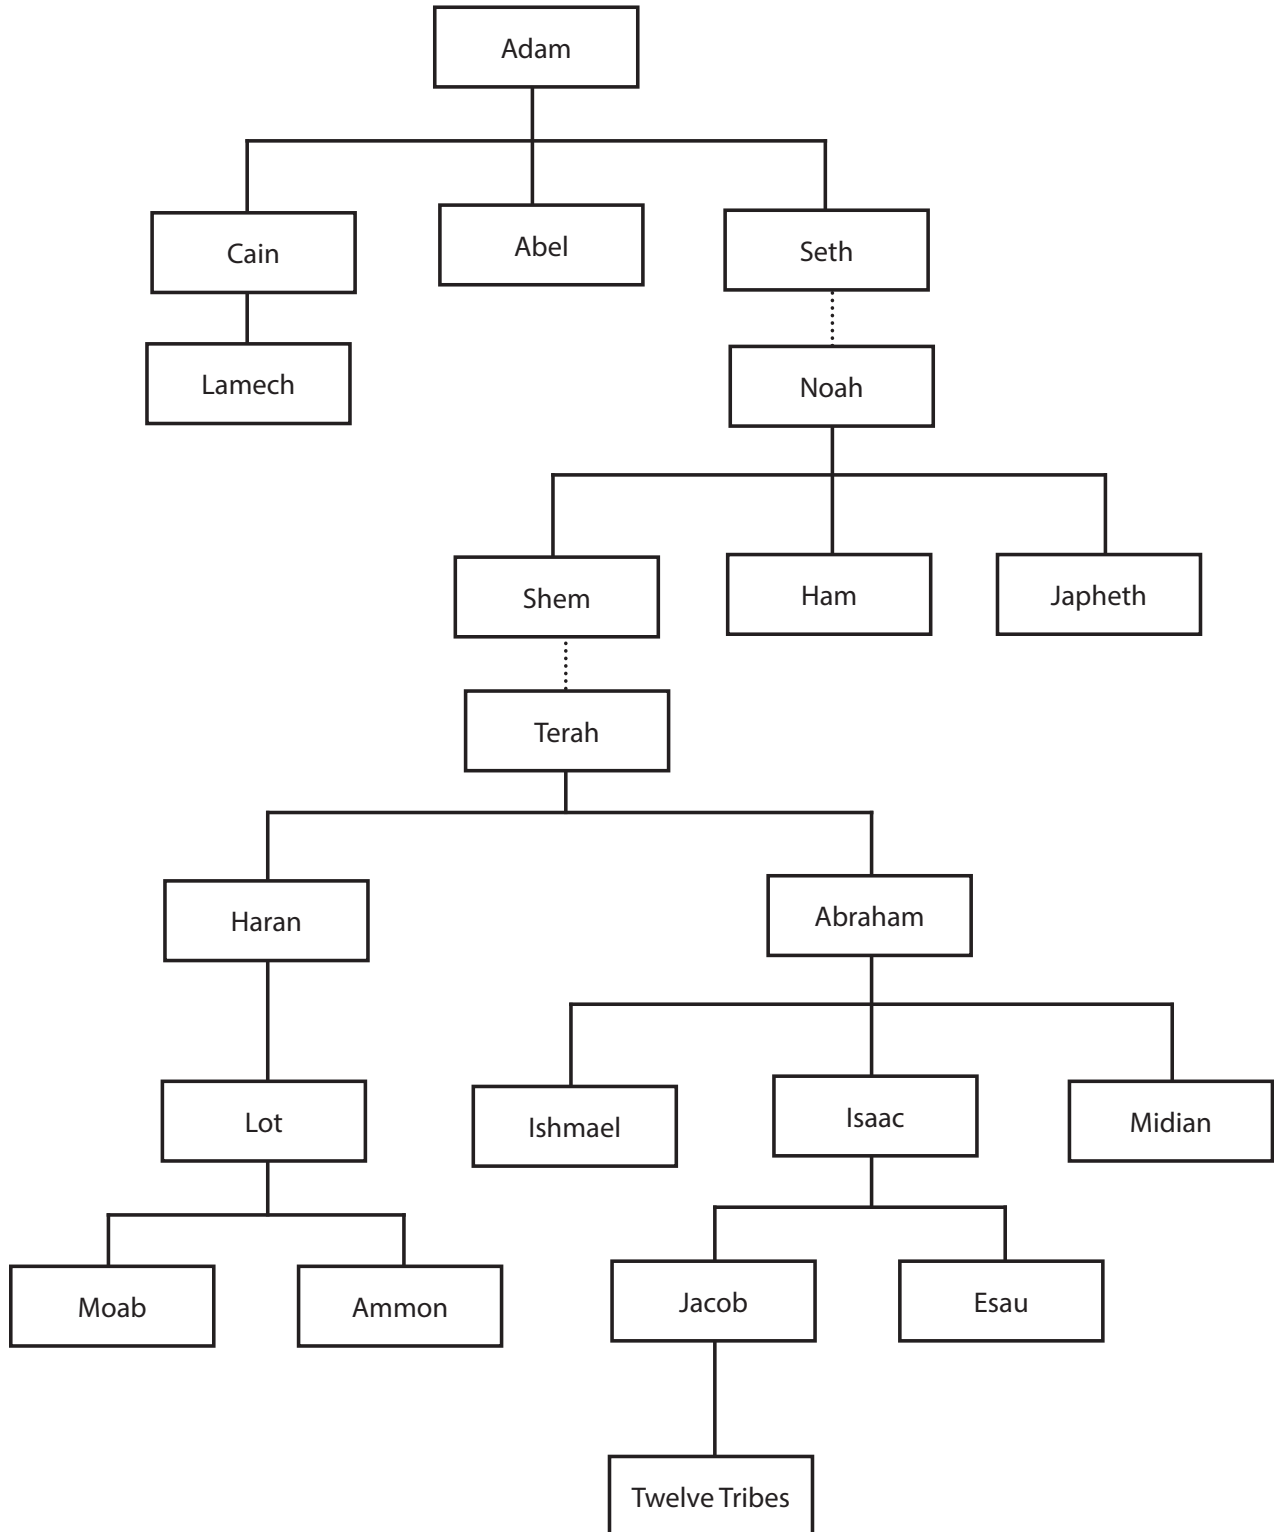 Adam
Cain
Abel
Seth
Lamech
Noah
Shem
Ham
Japheth
Terah
Haran
Abraham
Lot
Ishmael
Isaac
Midian
Moab
Ammon
Jacob
Esau
Twelve Tribes